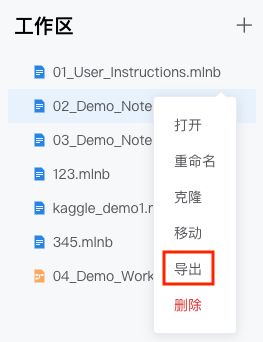 工作区
01_User_Instructions.mlnb
02_Demo_Note
打开
03_Demo_Note
重命名
123.mlnb
克隆
kaggle_demo1.
移动
345.mlnb
导出
04_Demo_Work
删除